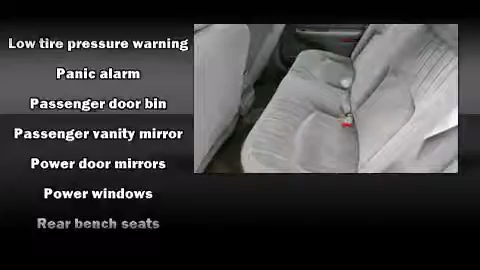 Low tire pressure warning
Panic alarm
Passenger door bin
Passenger vanity mirror
Power door mirrors
Power windows
Rear bench seats